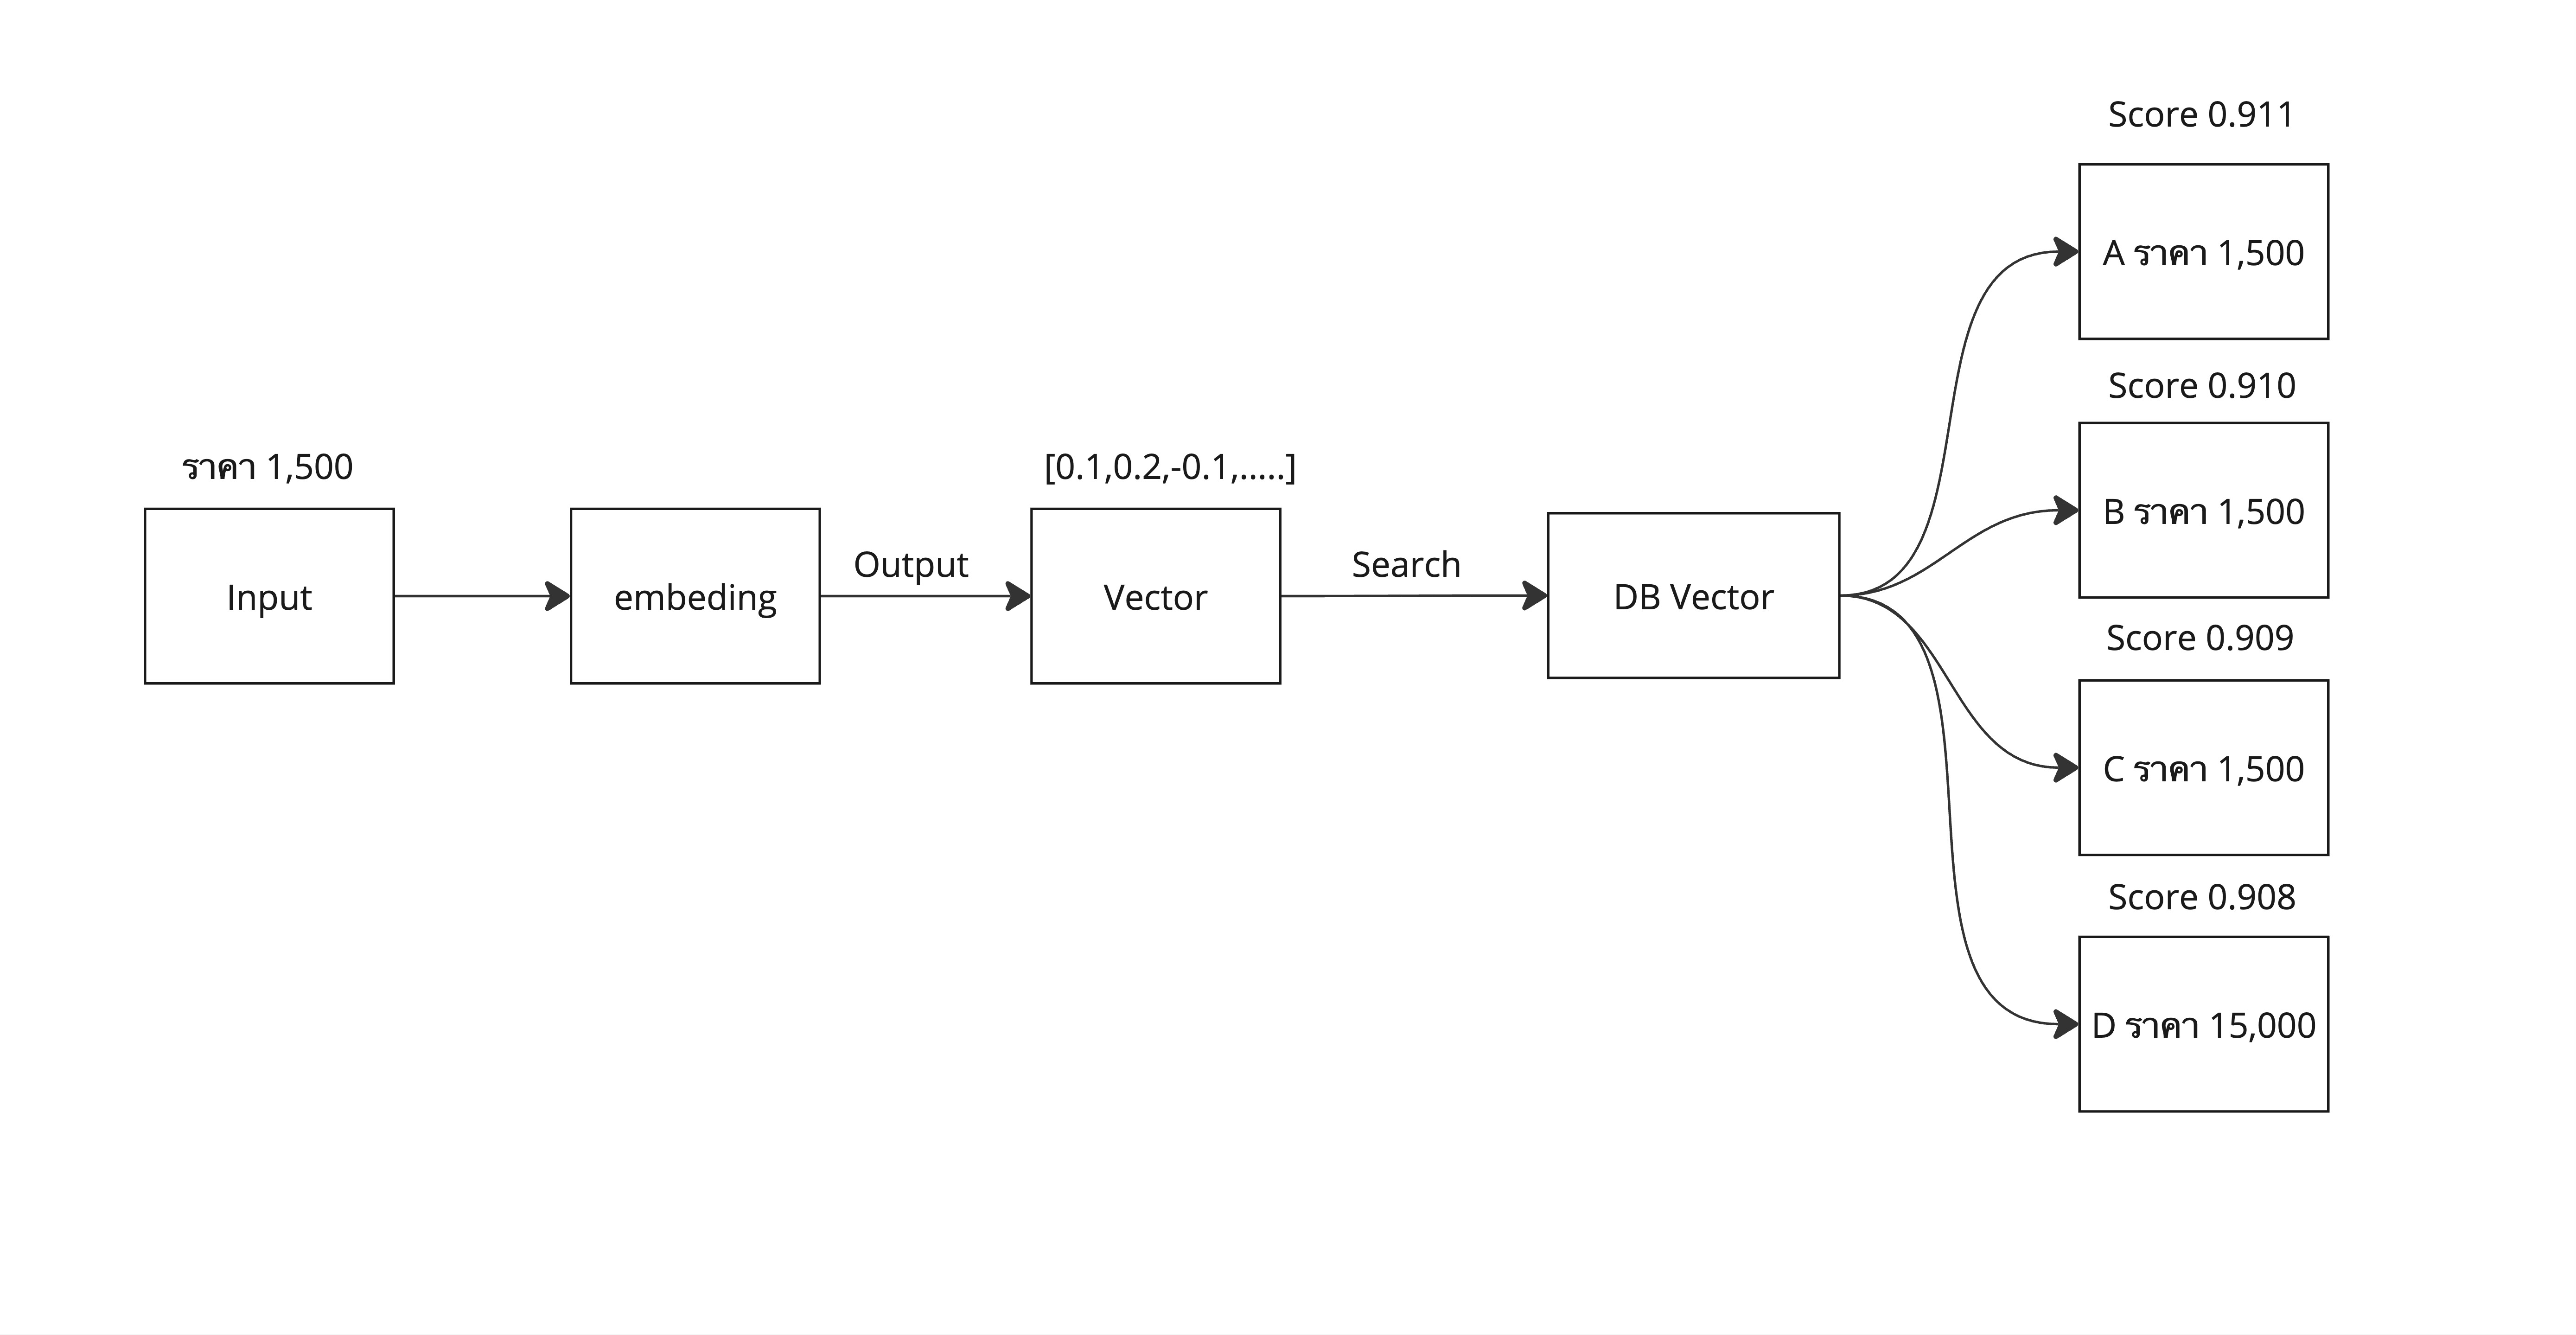 ราคา 1,500
Input
embeding
Output
[0.1,0.2,-0.1,.....]
Vector
Search
DB Vector
Score 0.911
A ราคา 1,500
Score 0.910
B ราคา 1,500
Score 0.909
C ราคา 1,500
Score 0.908
D ราคา 15,000